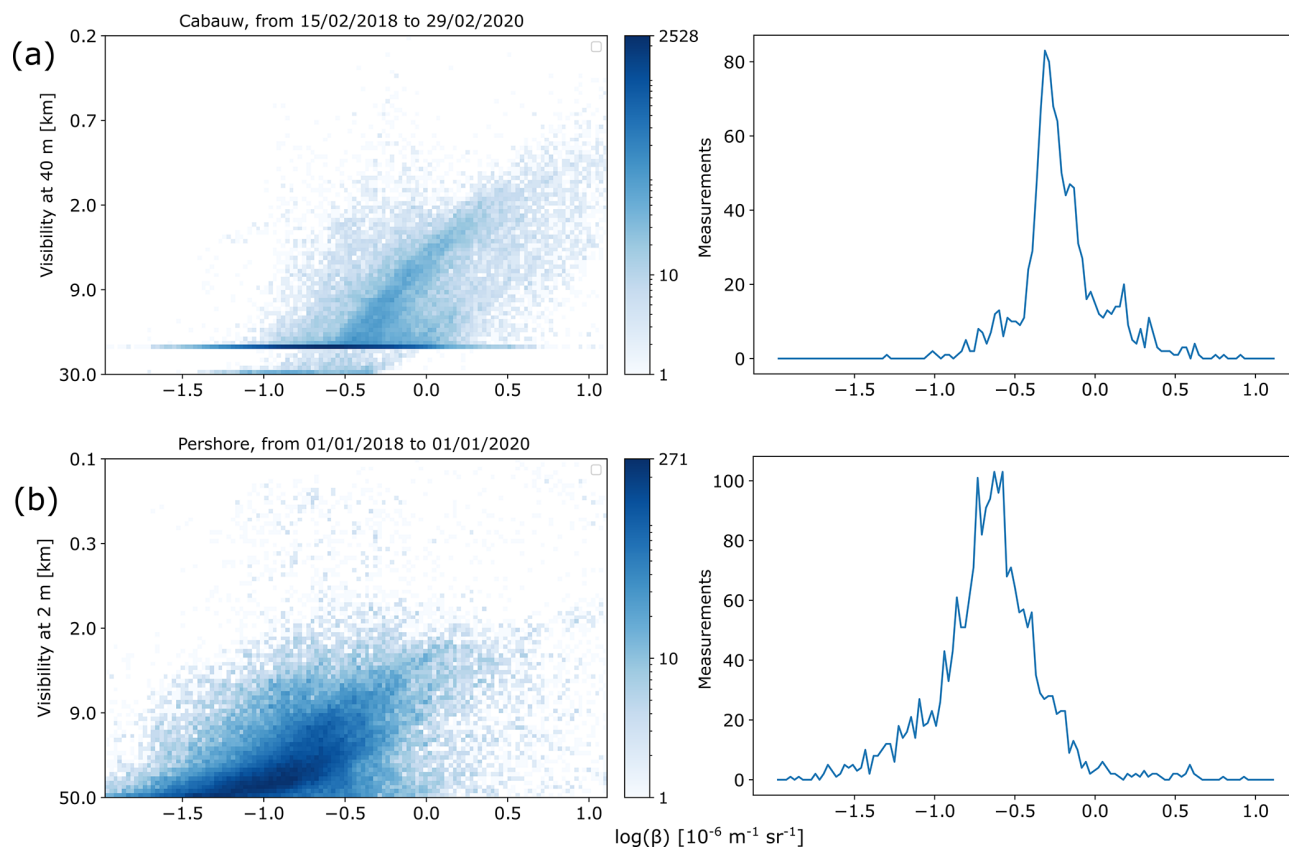 (a)
Cabauw, from 15/02/2018 to 29/02/2020
Visibility at 40 m [km]
0.2
0.7
2.0
9.0
30.0
−1.5 −1.0 −0.5 0.0 0.5 1.0
2528
10
1
Measurements
80
60
40
20
0
−1.5 −1.0 −0.5 0.0 0.5 1.0
(b)
Pershore, from 01/01/2018 to 01/01/2020
Visibility at 2 m [km]
0.1
0.3
2.0
9.0
50.0
−1.5 −1.0 −0.5 0.0 0.5 1.0
271
10
1
Measurements
100
80
60
40
20
0
−1.5 −1.0 −0.5 0.0 0.5 1.0
log(β) [10⁻⁶ m⁻¹ sr⁻¹]